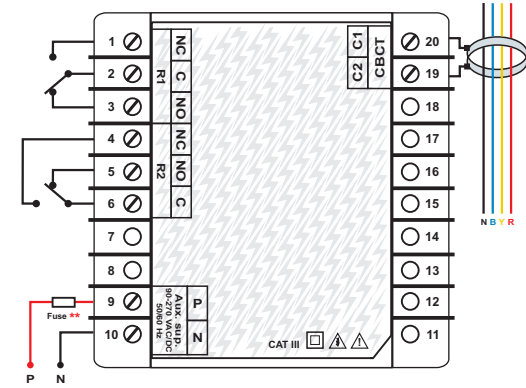 1
2
3
4
5
6
7
8
9
10
NC
C
NO
R1
NC
NO
C
R2
P
N
Aux. sup.
90-270 VAC/DC
50/60 Hz
C1
C2
CBCT
20
19
18
17
16
15
14
13
12
11
CAT III
N B Y R
Fuse **
P
N